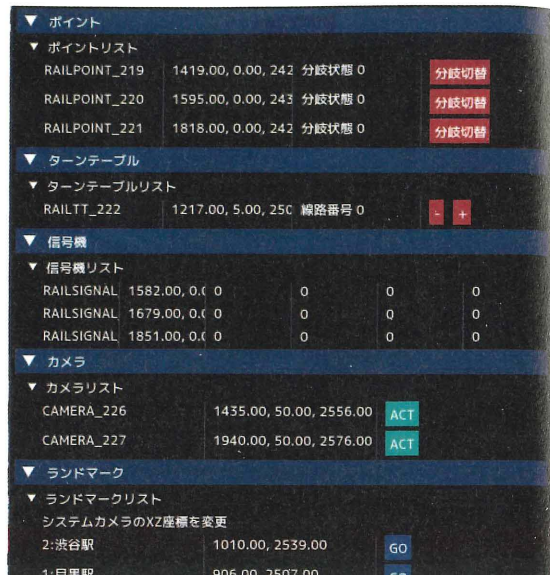 ▼ ポイント
▼ ポイントリスト
RAILPOINT_219 1419.00, 0.00, 242 分岐状態 0 分岐切替
RAILPOINT_220 1595.00, 0.00, 243 分岐状態 0 分岐切替
RAILPOINT_221 1818.00, 0.00, 242 分岐状態 0 分岐切替
▼ ターンテーブル
▼ ターンテーブルリスト
RAILTT_222 1217.00, 5.00, 250 線路番号 0 - +
▼ 信号機
▼ 信号機リスト
RAILSIGNAL 1582.00, 0.0 0 0 0 0
RAILSIGNAL 1679.00, 0.0 0 0 0 0
RAILSIGNAL 1851.00, 0.0 0 0 0 0
▼ カメラ
▼ カメラリスト
CAMERA_226 1435.00, 50.00, 2556.00 ACT
CAMERA_227 1940.00, 50.00, 2576.00 ACT
▼ ランドマーク
▼ ランドマークリスト
システムカメラのXZ座標を変更
2:渋谷駅 1010.00, 2539.00 GO
1:目黒駅 906.00, 2507.00 GO